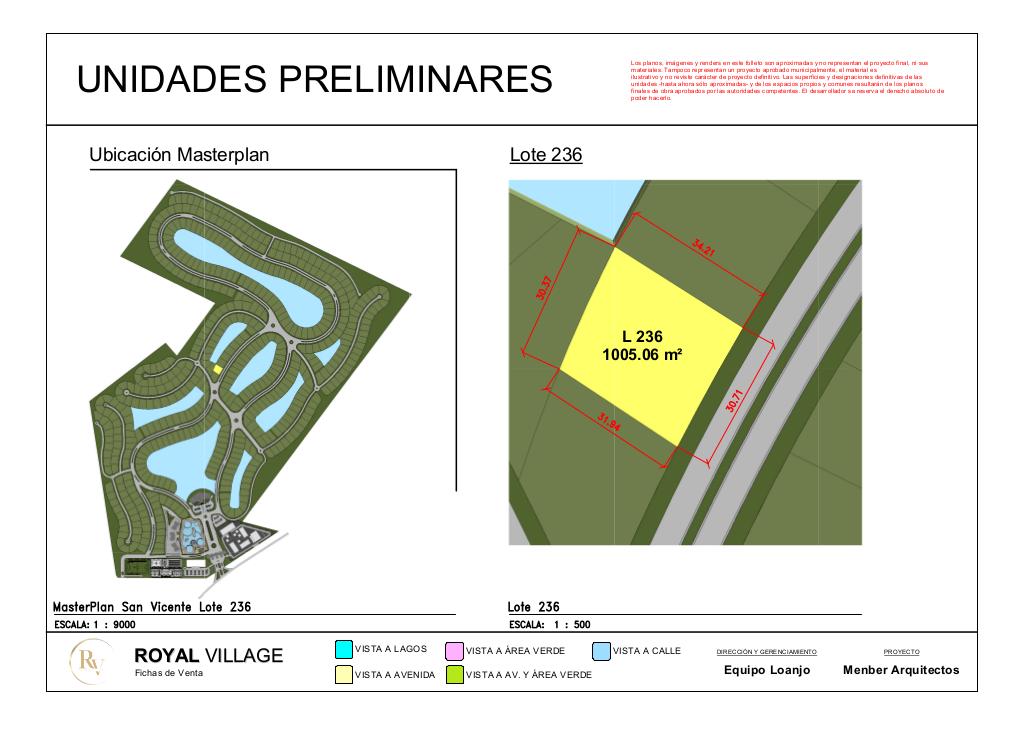 UNIDADES PRELIMINARES
Los planos, imágenes y renders en este folleto son aproximadas y no representan el proyecto final, ni sus
materiales. Tampoco representan un proyecto aprobado municipalmente, el material es
ilustrativo y no reviste carácter de proyecto definitivo. Las superficies y designaciones definitivas de las
unidades -hasta ahora sólo aproximadas- y de los espacios propios y comunes resultarán de los planos
finales de obra aprobados por las autoridades competentes. El desarrollador se reserva el derecho absoluto de
poder hacerlo.
Ubicación Masterplan
Lote 236
34.21
30.37
L 236
1005.06 m²
30.71
31.94
MasterPlan San Vicente Lote 236
ESCALA: 1 : 9000
Lote 236
ESCALA: 1 : 500
RV
ROYAL VILLAGE
Fichas de Venta
VISTA A LAGOS
VISTA A ÁREA VERDE
VISTA A CALLE
VISTA A AVENIDA
VISTA A AV. Y ÁREA VERDE
DIRECCIÓN Y GERENCIAMIENTO
Equipo Loanjo
PROYECTO
Menber Arquitectos